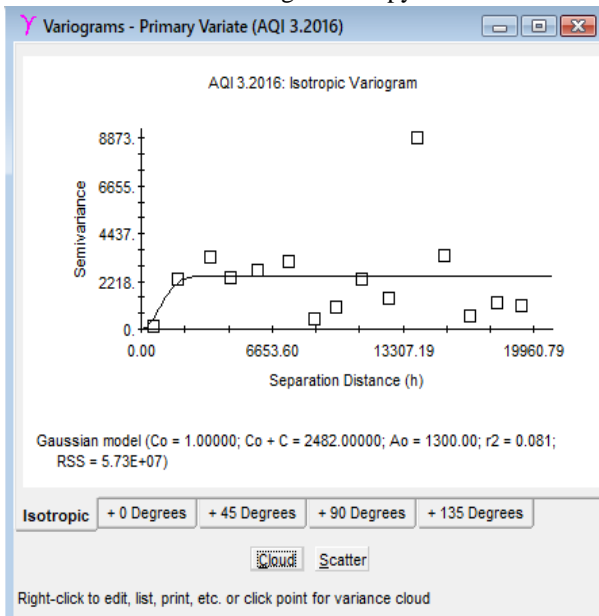 γ Variograms - Primary Variate (AQI 3.2016)
AQI 3.2016: Isotropic Variogram
8873.
6655.
4437.
2218.
0.
Semivariance
0.00 6653.60 13307.19 19960.79
Separation Distance (h)
Gaussian model (Co = 1.00000; Co + C = 2482.00000; Ao = 1300.00; r2 = 0.081;
RSS = 5.73E+07)
Isotropic + 0 Degrees + 45 Degrees + 90 Degrees + 135 Degrees
Cloud Scatter
Right-click to edit, list, print, etc. or click point for variance cloud